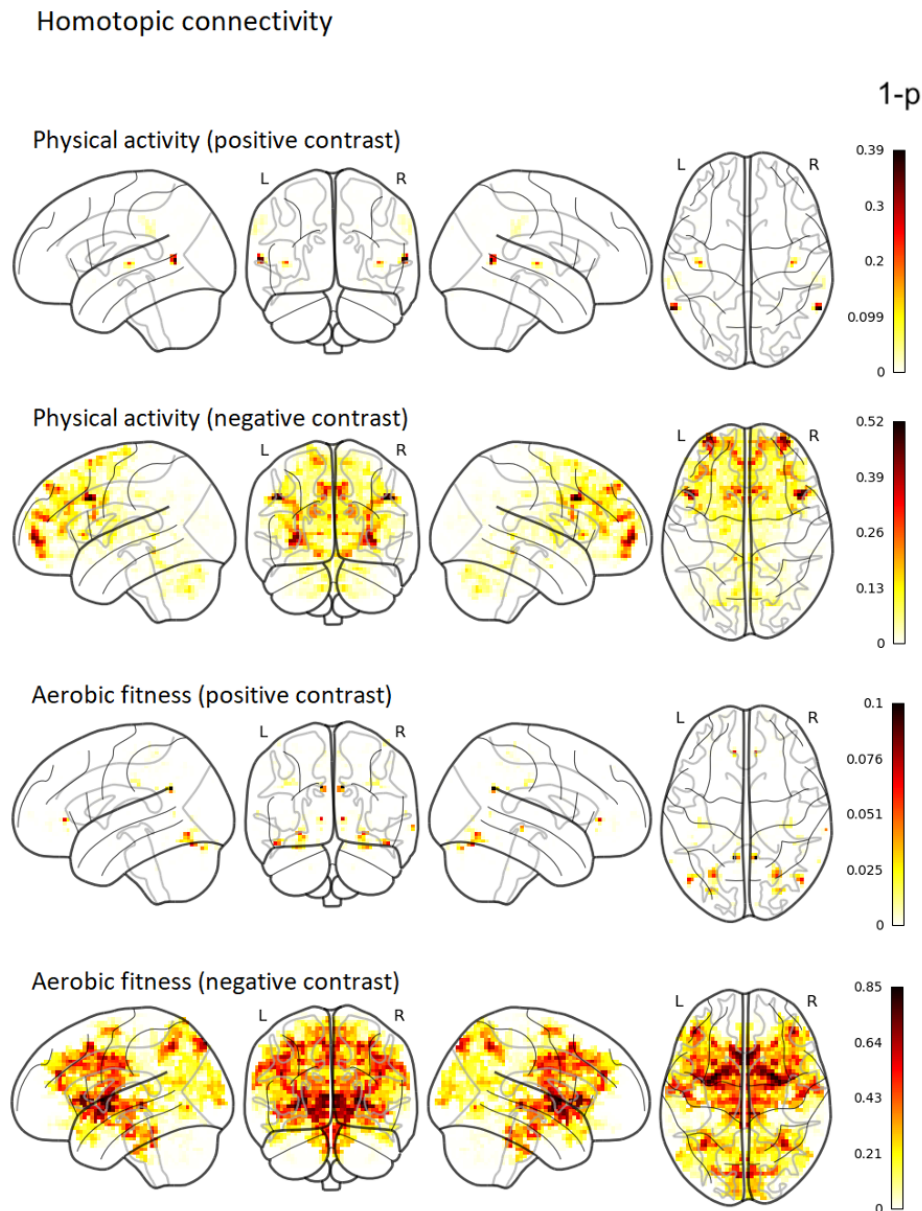 Homotopic connectivity
1-p
Physical activity (positive contrast)
L R L R
0.39
0.3
0.2
0.099
0
Physical activity (negative contrast)
L R L R
0.52
0.39
0.26
0.13
0
Aerobic fitness (positive contrast)
L R L R
0.1
0.076
0.051
0.025
0
Aerobic fitness (negative contrast)
L R L R
0.85
0.64
0.43
0.21
0